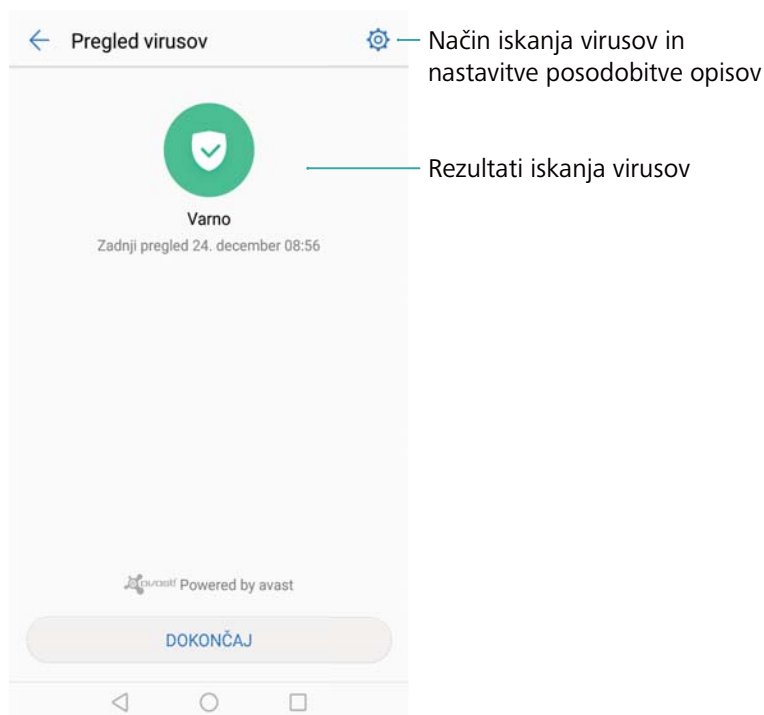 Pregled virusov
Način iskanja virusov in
nastavitve posodobitve opisov
Rezultati iskanja virusov
Varno
Zadnji pregled 24. december 08:56
avast! Powered by avast
DOKONČAJ